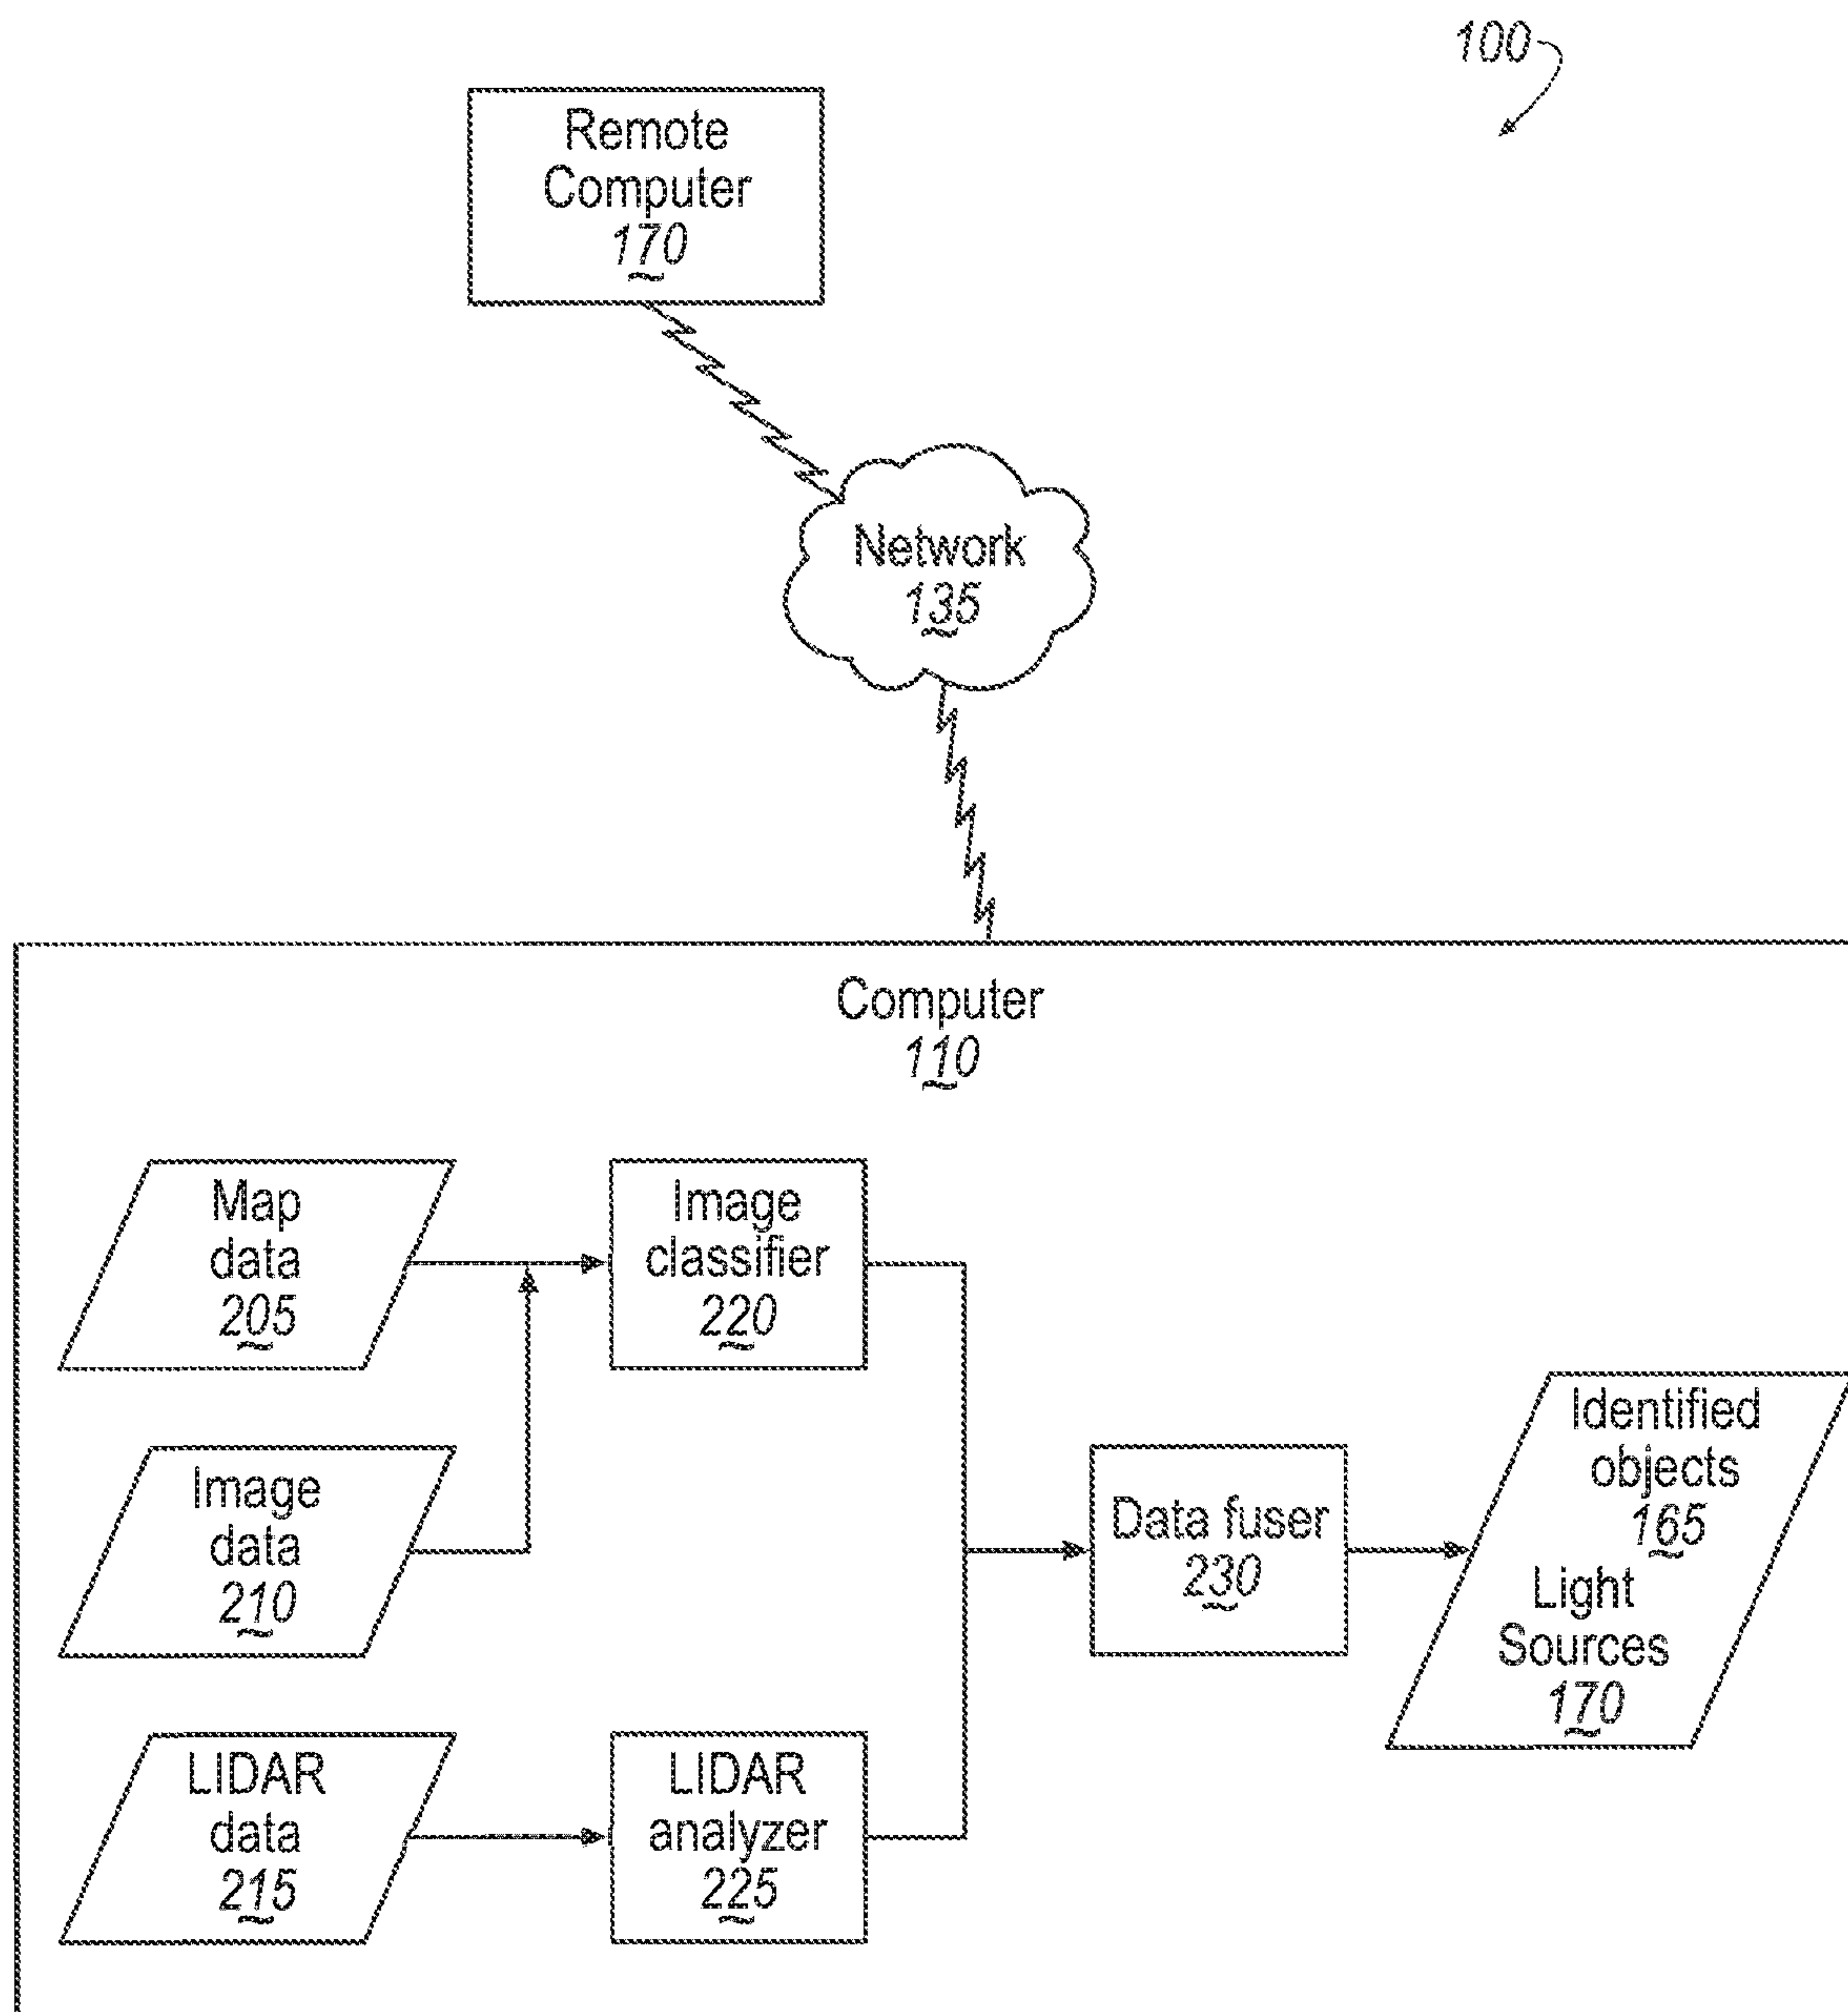 100
Remote
Computer
170
Network
135
Computer
110
Map
data
205
Image
classifier
220
Image
data
210
Data fuser
230
Identified
objects
165
Light
Sources
170
LIDAR
data
215
LIDAR
analyzer
225